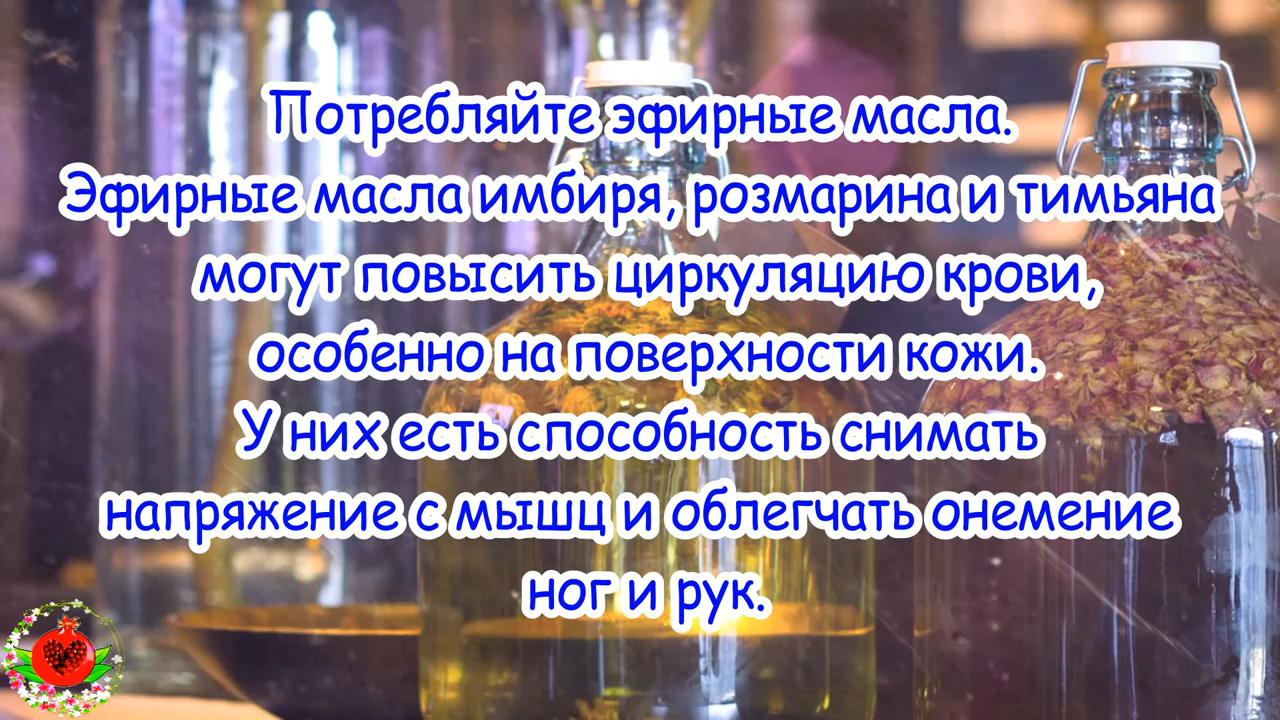 Потребляйте эфирные масла.
Эфирные масла имбиря, розмарина и тимьяна
могут повысить циркуляцию крови,
особенно на поверхности кожи.
У них есть способность снимать
напряжение с мышц и облегчать онемение
ног и рук.